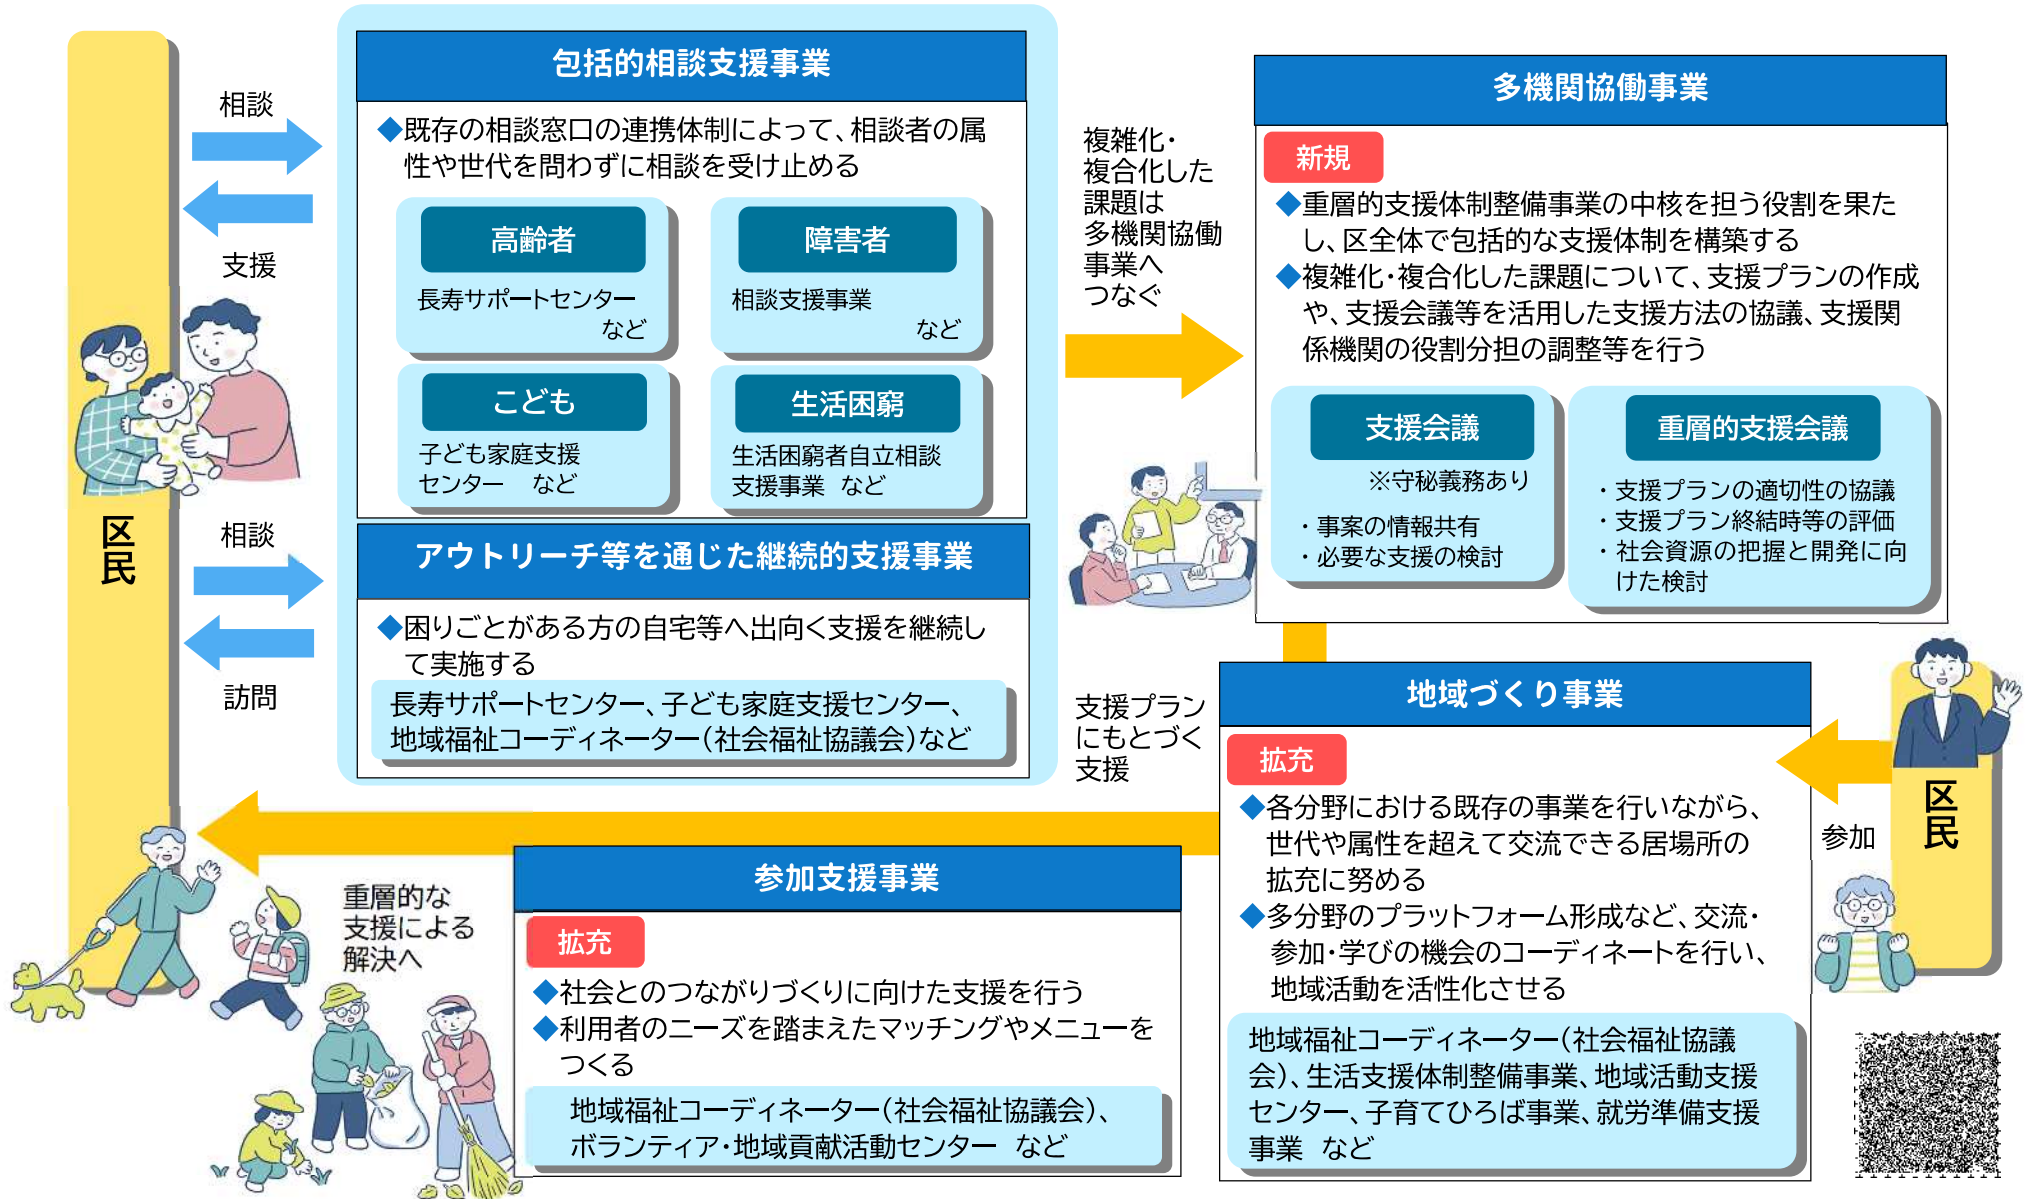 相談
支援
区民
相談
訪問
包括的相談支援事業
◆既存の相談窓口の連携体制によって、相談者の属
性や世代を問わずに相談を受け止める
高齢者
長寿サポートセンター
など
障害者
相談支援事業
など
こども
子ども家庭支援
センター　など
生活困窮
生活困窮者自立相談
支援事業　など
アウトリーチ等を通じた継続的支援事業
◆困りごとがある方の自宅等へ出向く支援を継続し
て実施する
長寿サポートセンター、子ども家庭支援センター、
地域福祉コーディネーター（社会福祉協議会）など
複雑化・
複合化した
課題は
多機関協働
事業へ
つなぐ
多機関協働事業
新規
◆重層的支援体制整備事業の中核を担う役割を果た
し、区全体で包括的な支援体制を構築する
◆複雑化・複合化した課題について、支援プランの作成
や、支援会議等を活用した支援方法の協議、支援関
係機関の役割分担の調整等を行う
支援会議
※守秘義務あり
・事案の情報共有
・必要な支援の検討
重層的支援会議
・支援プランの適切性の協議
・支援プラン終結時等の評価
・社会資源の把握と開発に向
けた検討
支援プラン
にもとづく
支援
地域づくり事業
拡充
◆各分野における既存の事業を行いながら、
世代や属性を超えて交流できる居場所の
拡充に努める
◆多分野のプラットフォーム形成など、交流・
参加・学びの機会のコーディネートを行い、
地域活動を活性化させる
地域福祉コーディネーター（社会福祉協議
会）、生活支援体制整備事業、地域活動支援
センター、子育てひろば事業、就労準備支援
事業　など
参加
区民
重層的な
支援による
解決へ
参加支援事業
拡充
◆社会とのつながりづくりに向けた支援を行う
◆利用者のニーズを踏まえたマッチングやメニューを
つくる
地域福祉コーディネーター（社会福祉協議会）、
ボランティア・地域貢献活動センター　など